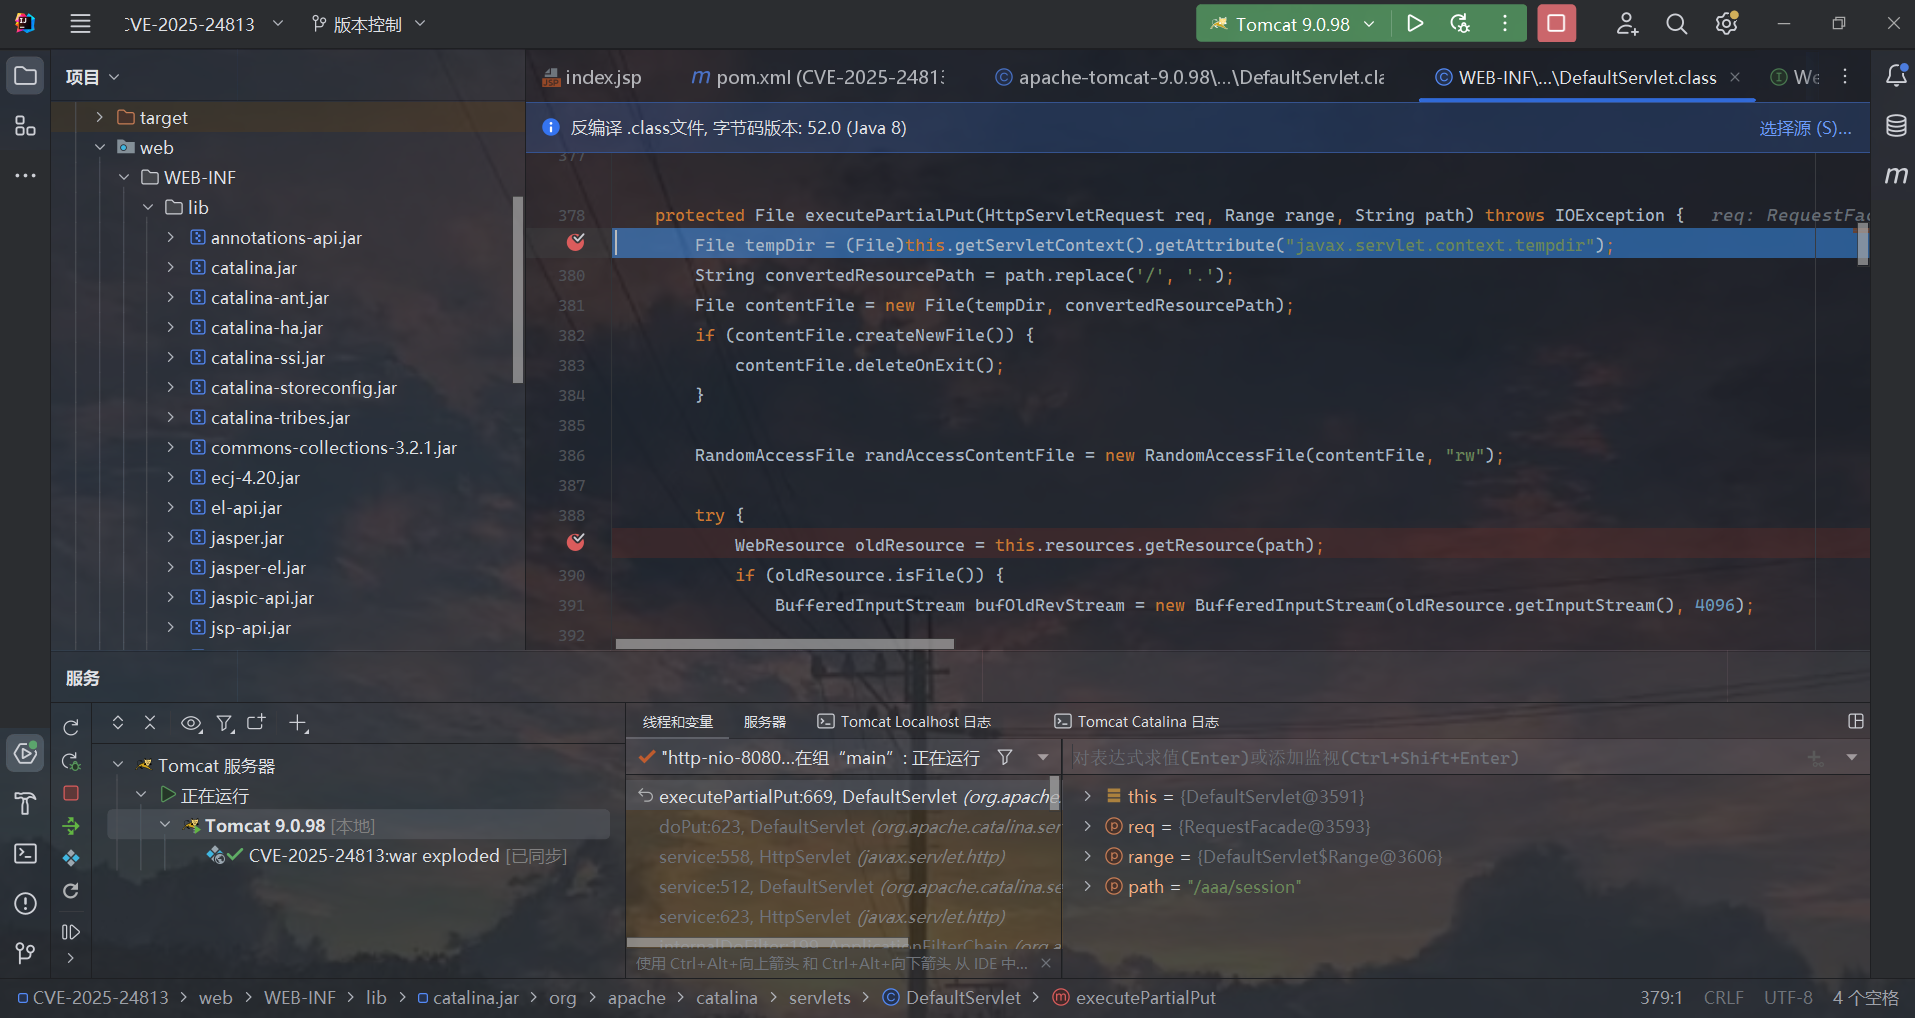 CVE-2025-24813
版本控制
Tomcat 9.0.98
项目
index.jsp
pom.xml (CVE-2025-2481
apache-tomcat-9.0.98\...\DefaultServlet.cla
WEB-INF\...\DefaultServlet.class
We
target
web
WEB-INF
lib
annotations-api.jar
catalina.jar
catalina-ant.jar
catalina-ha.jar
catalina-ssi.jar
catalina-storeconfig.jar
catalina-tribes.jar
commons-collections-3.2.1.jar
ecj-4.20.jar
el-api.jar
jasper.jar
jasper-el.jar
jaspic-api.jar
jsp-api.jar
反编译 .class文件, 字节码版本: 52.0 (Java 8)
选择源 (S)...
377
378 protected File executePartialPut(HttpServletRequest req, Range range, String path) throws IOException { req: RequestFac
File tempDir = (File)this.getServletContext().getAttribute("javax.servlet.context.tempdir");
380 String convertedResourcePath = path.replace('/', '.');
381 File contentFile = new File(tempDir, convertedResourcePath);
382 if (contentFile.createNewFile()) {
383 contentFile.deleteOnExit();
384 }
385
386 RandomAccessFile randAccessContentFile = new RandomAccessFile(contentFile, "rw");
387
388 try {
WebResource oldResource = this.resources.getResource(path);
390 if (oldResource.isFile()) {
391 BufferedInputStream bufOldRevStream = new BufferedInputStream(oldResource.getInputStream(), 4096);
392
服务
Tomcat 服务器
正在运行
Tomcat 9.0.98 [本地]
CVE-2025-24813:war exploded [已同步]
线程和变量
服务器
Tomcat Localhost 日志
Tomcat Catalina 日志
"http-nio-8080...在组“main”: 正在运行
executePartialPut:669, DefaultServlet (org.apache.
doPut:623, DefaultServlet (org.apache.catalina.ser
service:558, HttpServlet (javax.servlet.http)
service:512, DefaultServlet (org.apache.catalina.se
service:623, HttpServlet (javax.servlet.http)
internalDoFilter:199, ApplicationFilterChain (org.a
使用 Ctrl+Alt+向上箭头 和 Ctrl+Alt+向下箭头 从 IDE 中...
对表达式求值(Enter)或添加监视(Ctrl+Shift+Enter)
this = {DefaultServlet@3591}
req = {RequestFacade@3593}
range = {DefaultServlet$Range@3606}
path = "/aaa/session"
CVE-2025-24813 > web > WEB-INF > lib > catalina.jar > org > apache > catalina > servlets > DefaultServlet > executePartialPut
379:1 CRLF UTF-8 4 个空格